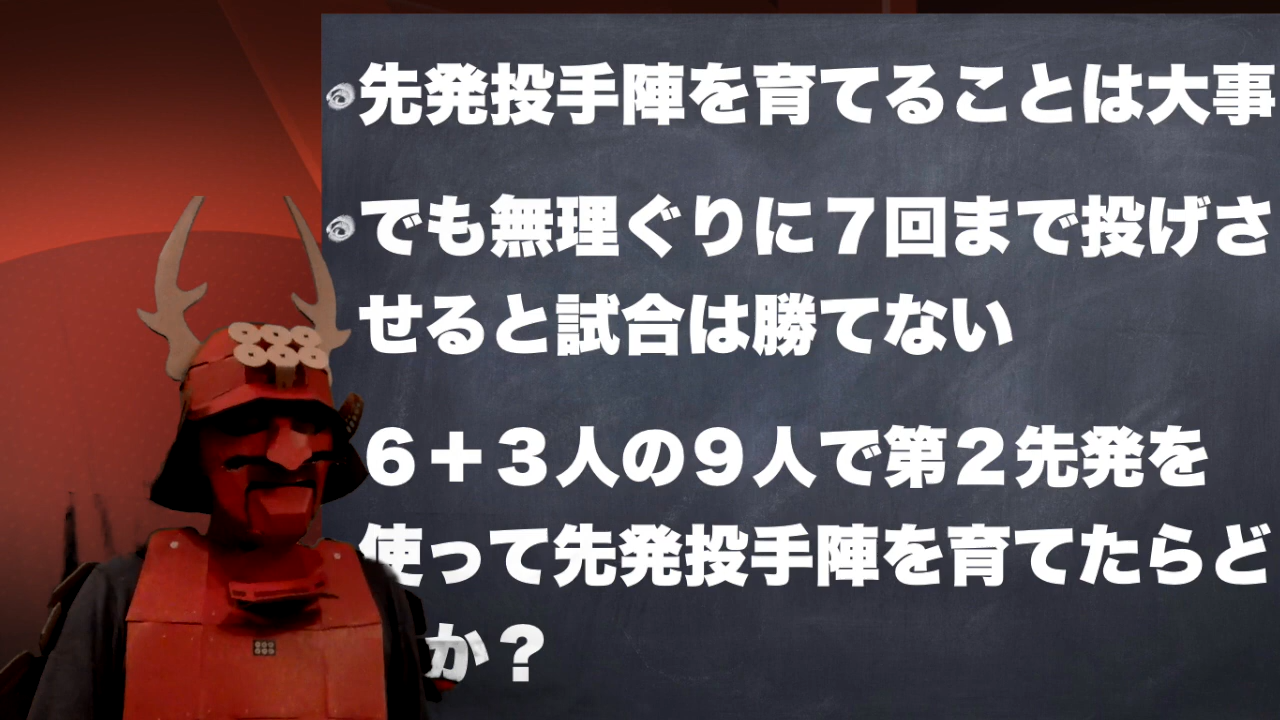 先発投手陣を育てることは大事
でも無理ぐりに７回まで投げさ
せると試合は勝てない
６＋３人の９人で第２先発を
使って先発投手陣を育てたらど
か？